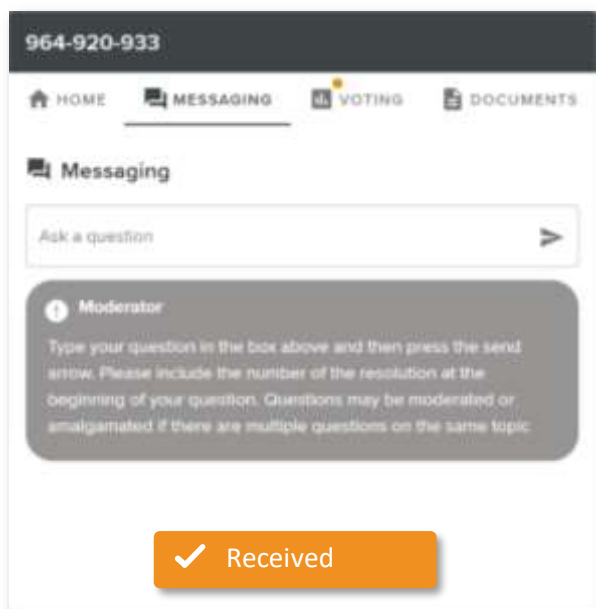 964-920-933
HOME MESSAGING VOTING DOCUMENTS
Messaging
Ask a question
Moderator
Type your question in the box above and then press the send
arrow. Please include the number of the resolution at the
beginning of your question. Questions may be moderated or
amalgamated if there are multiple questions on the same topic
Received